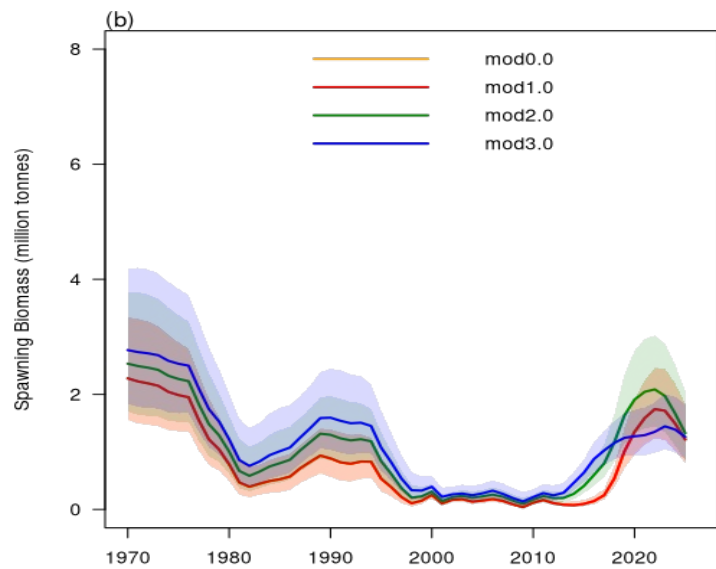 (b)
8
6
4
2
0
Spawning Biomass (million tonnes)
mod0.0
mod1.0
mod2.0
mod3.0
1970 1980 1990 2000 2010 2020